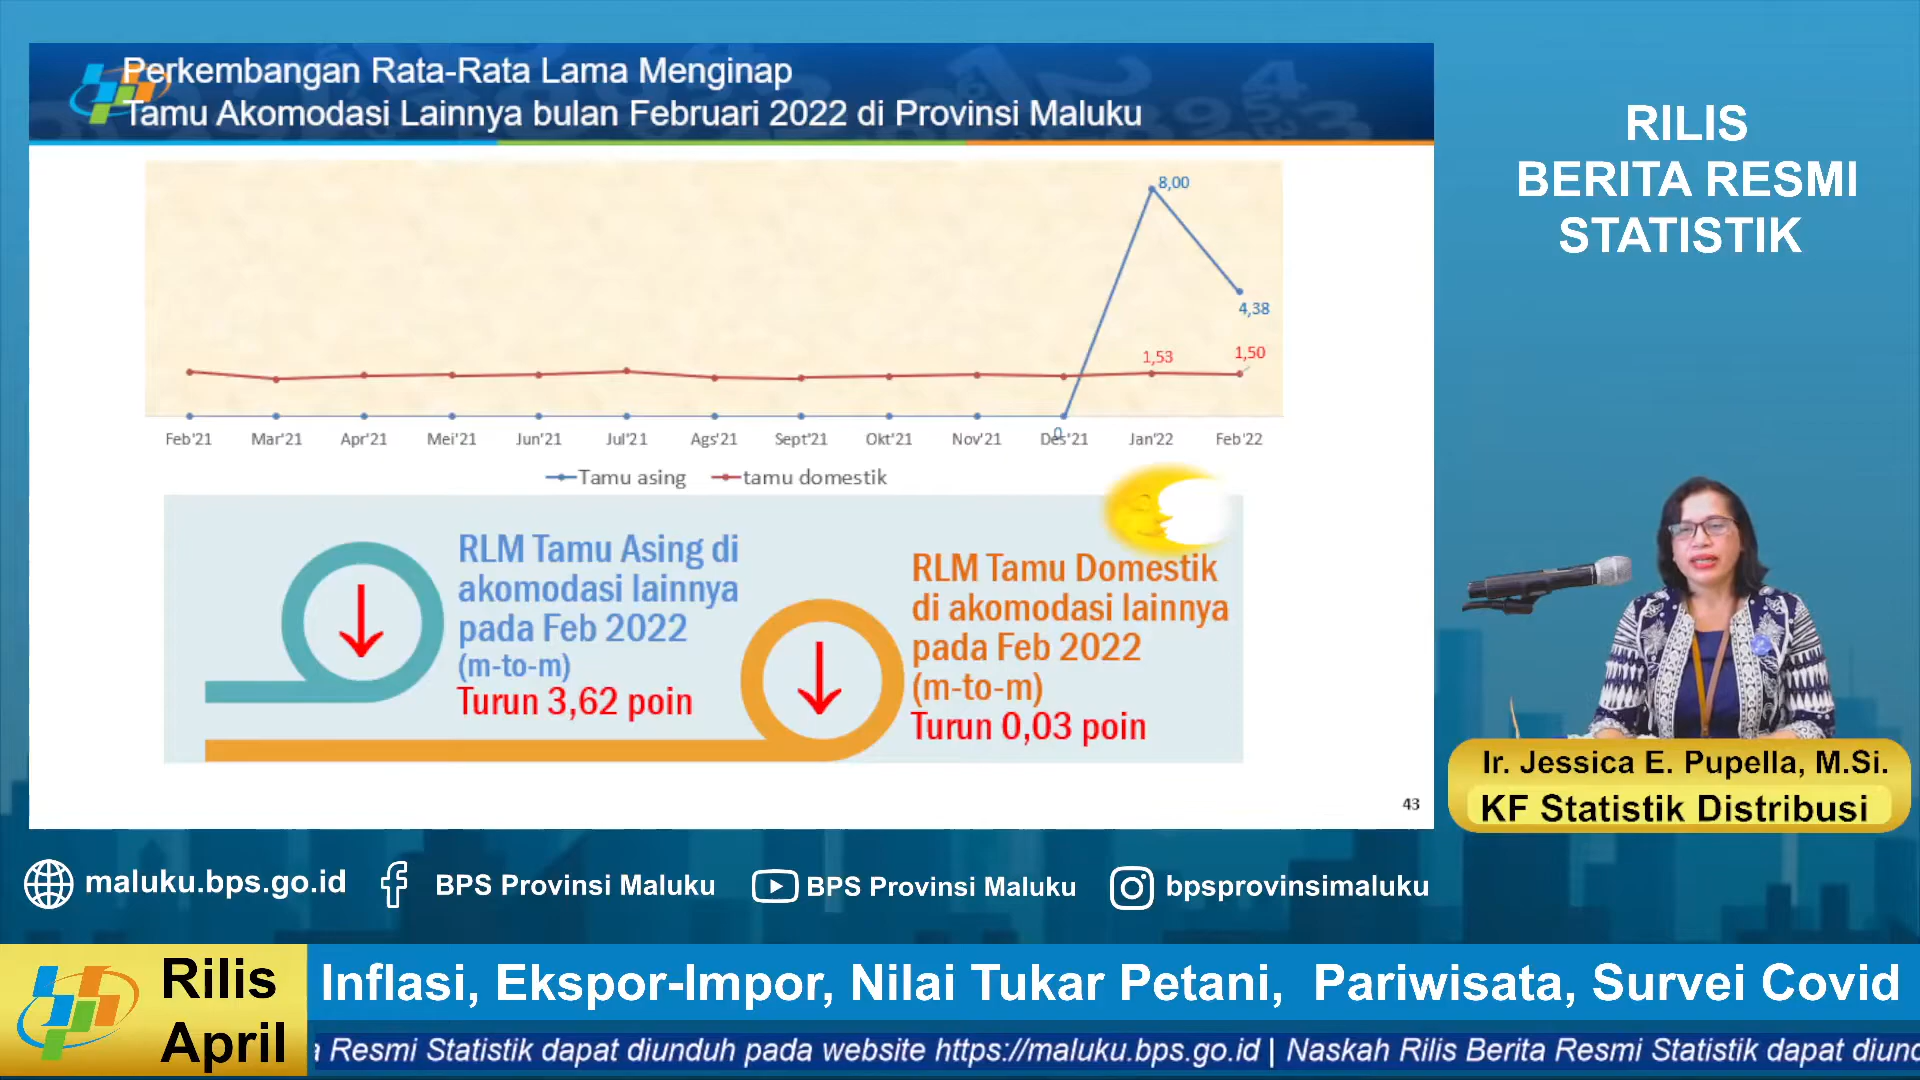 Perkembangan Rata-Rata Lama Menginap
Tamu Akomodasi Lainnya bulan Februari 2022 di Provinsi Maluku
RILIS
BERITA RESMI
STATISTIK
8,00
4,38
1,53
1,50
0
Feb'21 Mar'21 Apr'21 Mei'21 Jun'21 Jul'21 Ags'21 Sept'21 Okt'21 Nov'21 Des'21 Jan'22 Feb'22
Tamu asing tamu domestik
RLM Tamu Asing di
akomodasi lainnya
pada Feb 2022
(m-to-m)
Turun 3,62 poin
RLM Tamu Domestik
di akomodasi lainnya
pada Feb 2022
(m-to-m)
Turun 0,03 poin
43
Ir. Jessica E. Pupella, M.Si.
KF Statistik Distribusi
maluku.bps.go.id BPS Provinsi Maluku BPS Provinsi Maluku bpsprovinsimaluku
Rilis
April
Inflasi, Ekspor-Impor, Nilai Tukar Petani, Pariwisata, Survei Covid
Resmi Statistik dapat diunduh pada website https://maluku.bps.go.id | Naskah Rilis Berita Resmi Statistik dapat